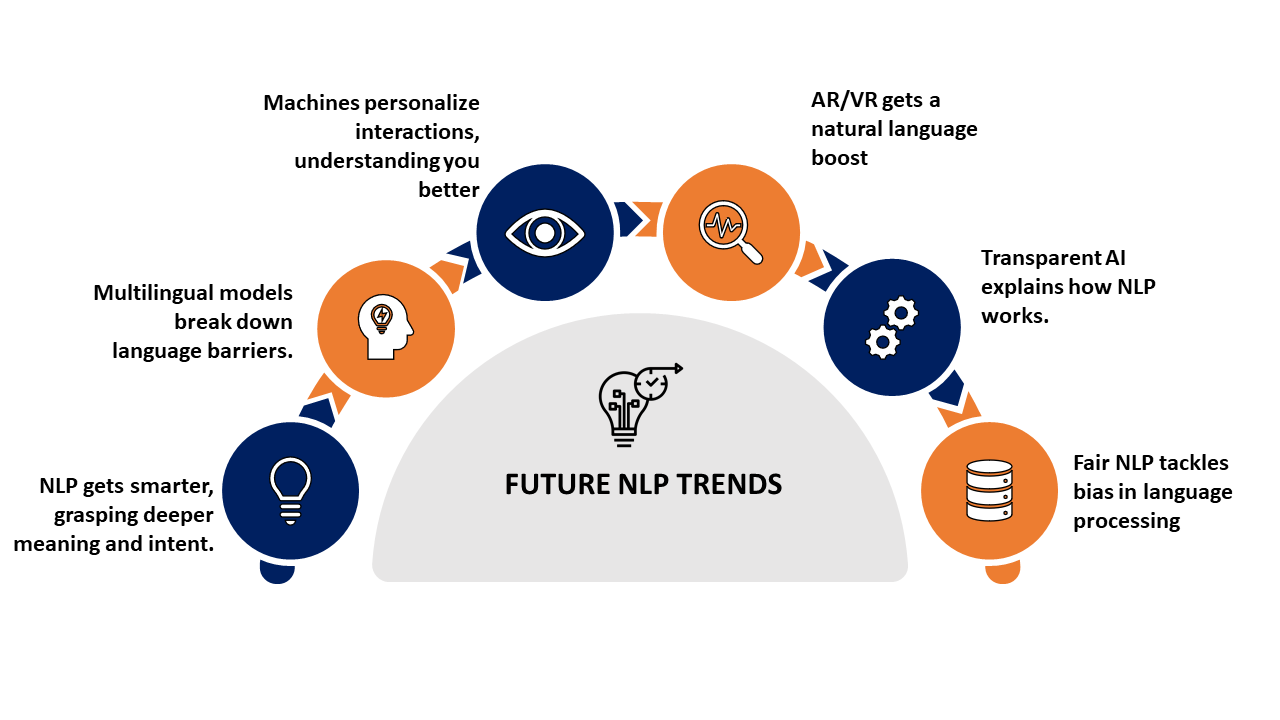 Machines personalize
interactions,
understanding you
better
AR/VR gets a
natural language
boost
Multilingual models
break down
language barriers.
Transparent AI
explains how NLP
works.
NLP gets smarter,
grasping deeper
meaning and intent.
FUTURE NLP TRENDS
Fair NLP tackles
bias in language
processing